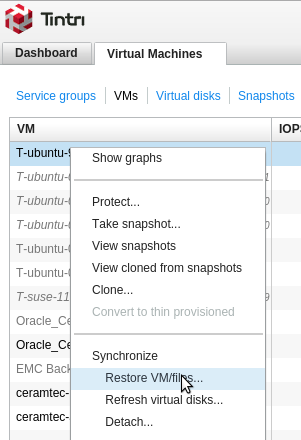 Tintri
Dashboard Virtual Machines
Service groups VMs Virtual disks Snapshots
VM IOPS
T-ubuntu-
Show graphs
T-ubuntu-
T-ubuntu-
Protect...
T-ubuntu-
Take snapshot...
T-ubuntu-
View snapshots
T-ubuntu-
View cloned from snapshots
T-suse-11
Clone...
Convert to thin provisioned
Oracle_Ce
Oracle_Ce
Synchronize
EMC Back
Restore VM/files...
ceramtec-
Refresh virtual disks...
ceramtec-
Detach...